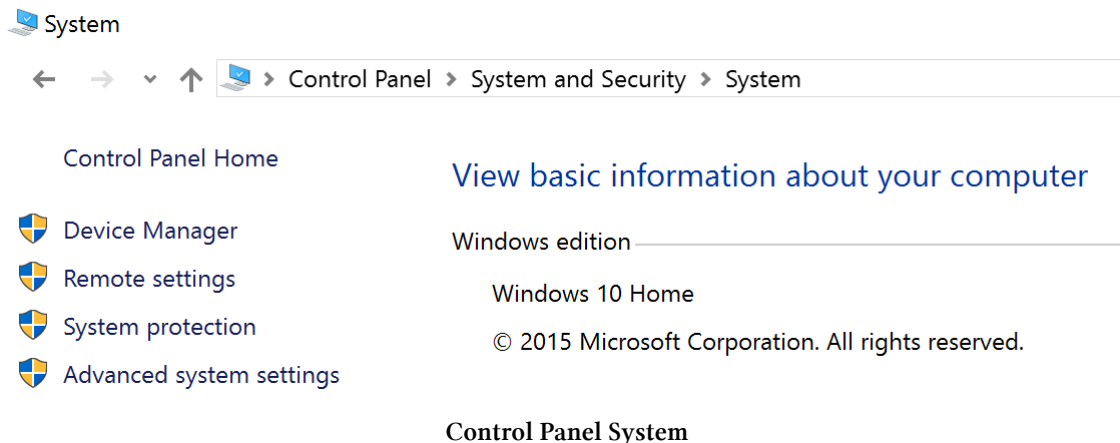 System
Control Panel > System and Security > System
Control Panel Home
Device Manager
Remote settings
System protection
Advanced system settings
View basic information about your computer
Windows edition
Windows 10 Home
© 2015 Microsoft Corporation. All rights reserved.
Control Panel System